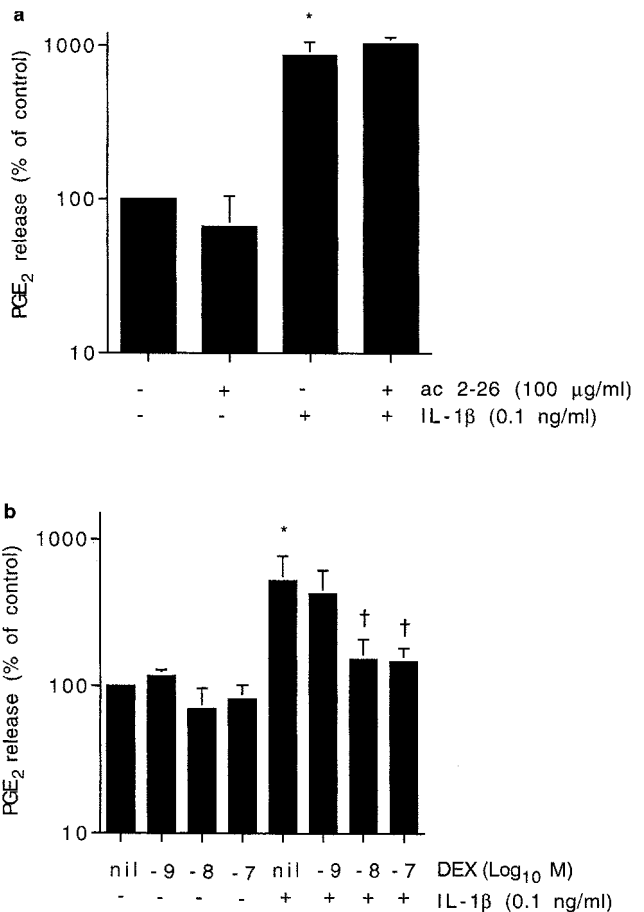 a
*
1000
100
10
PGE2 release (% of control)
- + - + ac 2-26 (100 µg/ml)
- - + + IL-1β (0.1 ng/ml)
b
*
† †
1000
100
10
PGE2 release (% of control)
nil -9 -8 -7 nil -9 -8 -7 DEX (Log10 M)
- - - - + + + + IL-1β (0.1 ng/ml)